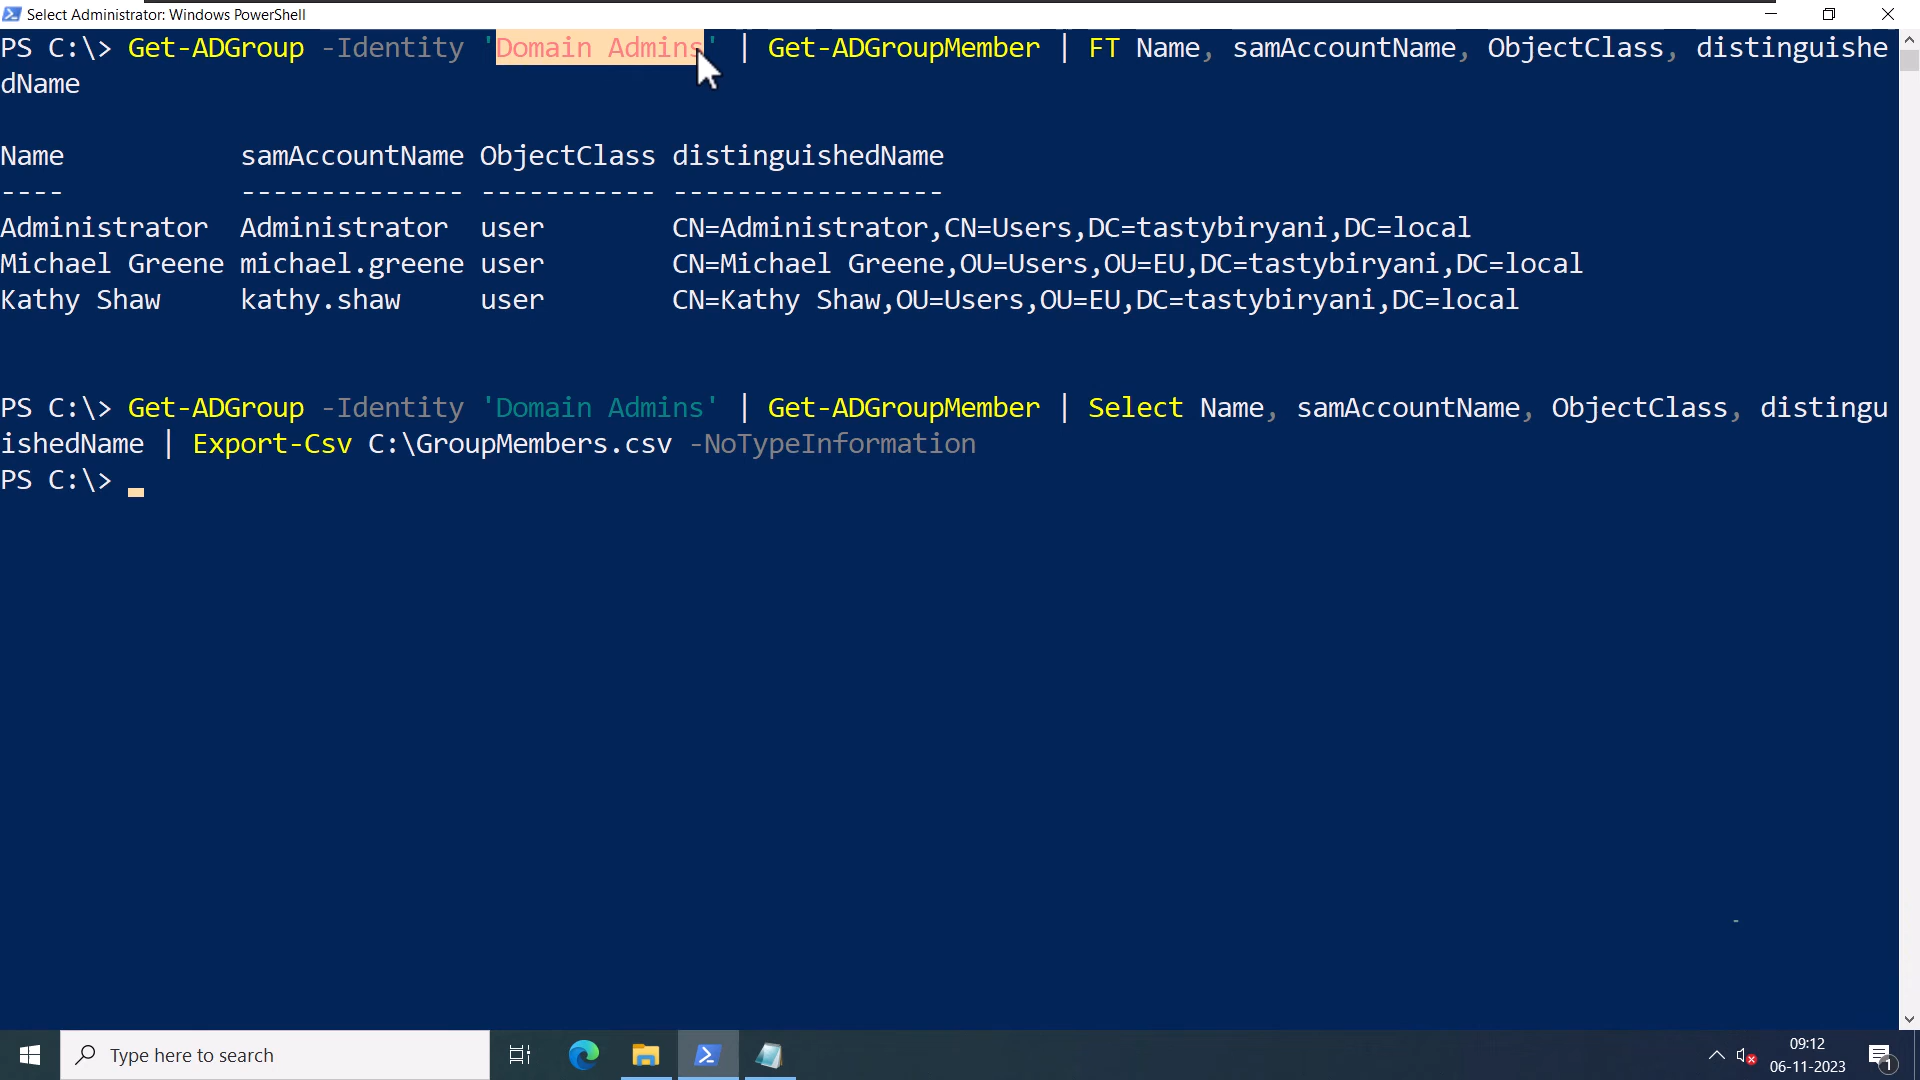 Select Administrator: Windows PowerShell
PS C:\> Get-ADGroup -Identity 'Domain Admins' | Get-ADGroupMember | FT Name, samAccountName, ObjectClass, distinguishe
dName
Name samAccountName ObjectClass distinguishedName
---- -------------- ----------- -----------------
Administrator Administrator user CN=Administrator,CN=Users,DC=tastybiryani,DC=local
Michael Greene michael.greene user CN=Michael Greene,OU=Users,OU=EU,DC=tastybiryani,DC=local
Kathy Shaw kathy.shaw user CN=Kathy Shaw,OU=Users,OU=EU,DC=tastybiryani,DC=local
PS C:\> Get-ADGroup -Identity 'Domain Admins' | Get-ADGroupMember | Select Name, samAccountName, ObjectClass, distingu
ishedName | Export-Csv C:\GroupMembers.csv -NoTypeInformation
PS C:\>
Type here to search
09:12
06-11-2023
1